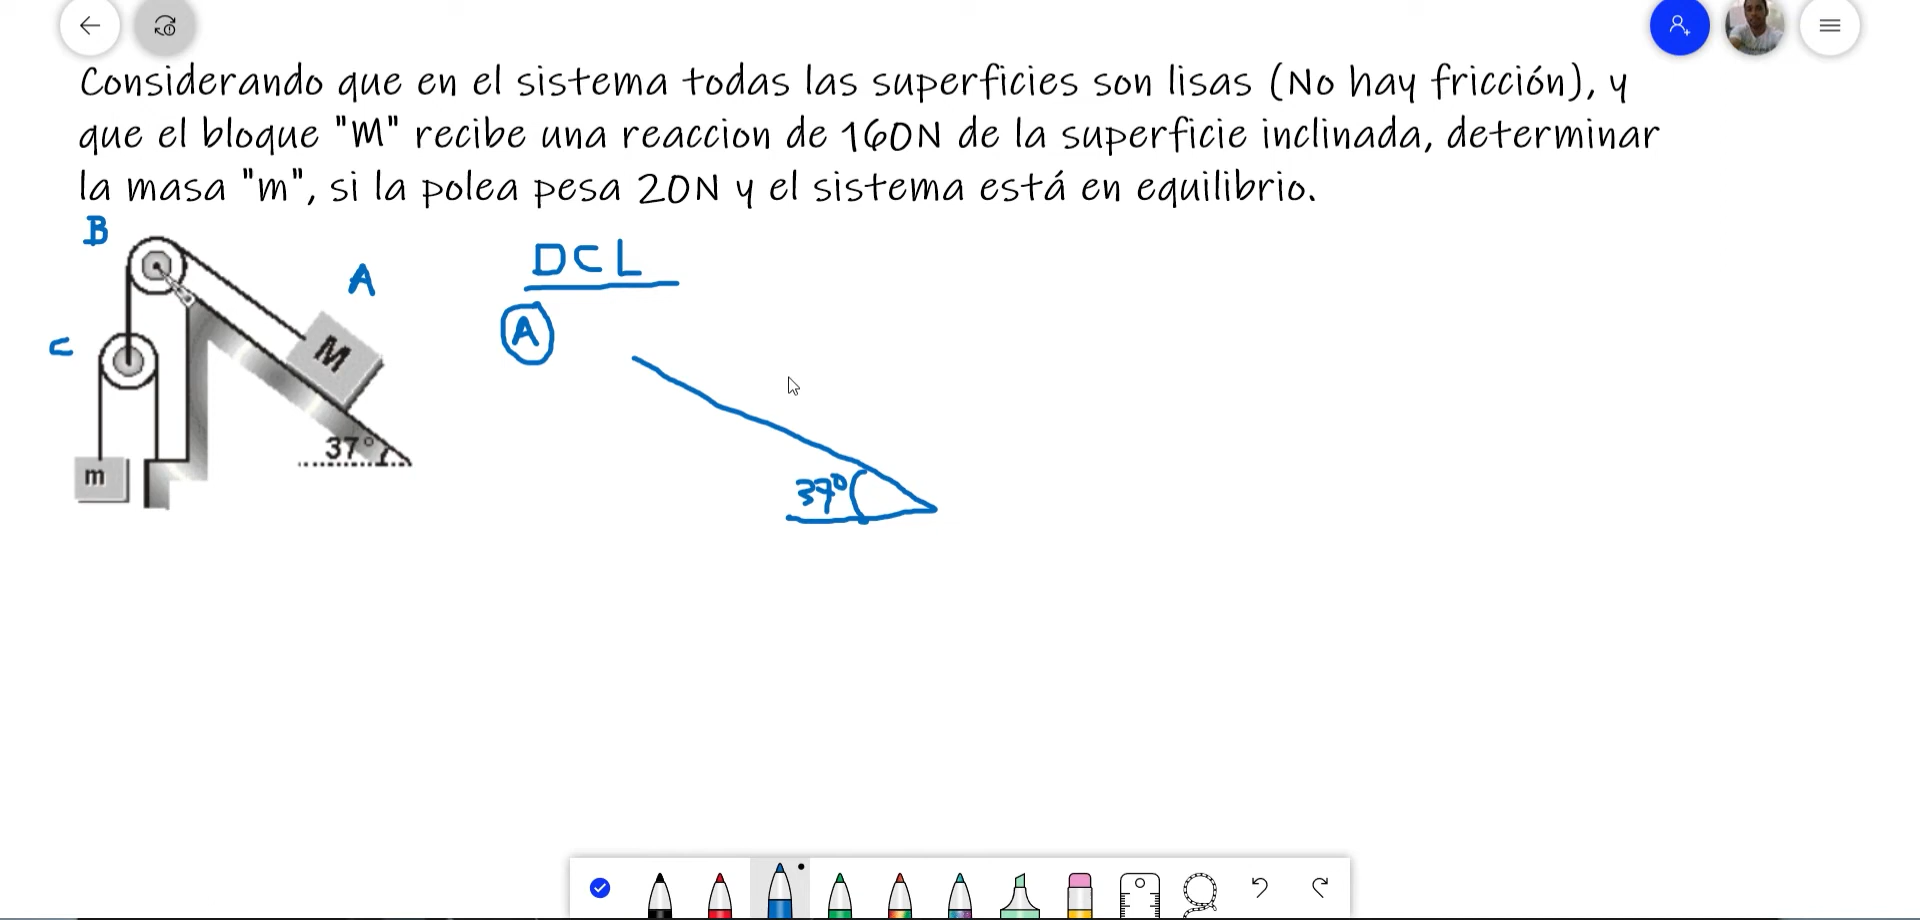 Considerando que en el sistema todas las superficies son lisas (No hay fricción), y
que el bloque "M" recibe una reaccion de 160N de la superficie inclinada, determinar
la masa "m", si la polea pesa 20N y el sistema está en equilibrio.
B
A
C
M
37°
m
DCL
A
37°